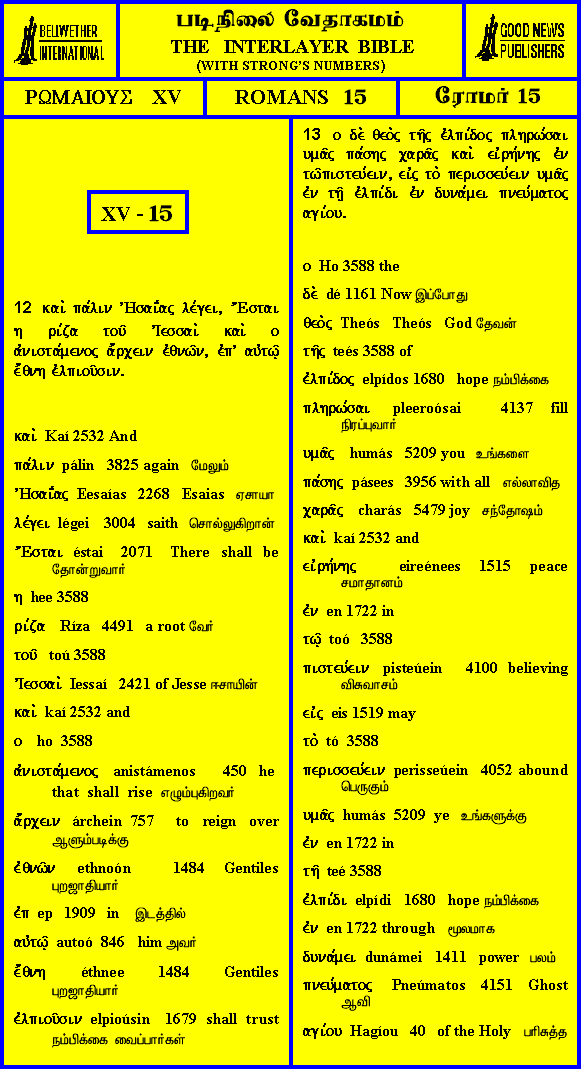 BELLWETHER
INTERNATIONAL
படிநிலை வேதாகமம்
THE INTERLAYER BIBLE
(WITH STRONG'S NUMBERS)
GOOD NEWS
PUBLISHERS
ΡΩΜΑΙΟΥΣ XV
ROMANS 15
ரோமர் 15
XV - 15
12 καὶ πάλιν Ἠσαΐας λέγει, Ἔσται
η ρίζα τοῦ Ἰεσσαὶ καὶ ο
ἀνιστάμενος ἄρχειν ἐθνῶν, ἐπ' αὐτῷ
ἔθνη ἐλπιοῦσιν.
καὶ Kaí 2532 And
πάλιν pálin 3825 again மேலும்
Ἠσαΐας Eesaías 2268 Esaias ஏசாயா
λέγει légei 3004 saith சொல்லுகிறான்
Ἔσται éstai 2071 There shall be
தோன்றுவார்
η hee 3588
ρίζα Ríza 4491 a root வேர்
τοῦ toú 3588
Ἰεσσαὶ Iessaí 2421 of Jesse ஈசாயின்
καὶ kaí 2532 and
ο ho 3588
ἀνιστάμενος anistámenos 450 he
that shall rise எழும்புகிறவர்
ἄρχειν árchein 757 to reign over
ஆளும்படிக்கு
ἐθνῶν ethnoón 1484 Gentiles
புறஜாதியார்
ἐπ ep 1909 in இடத்தில்
αὐτῷ autoó 846 him அவர்
ἔθνη éthnee 1484 Gentiles
புறஜாதியார்
ἐλπιοῦσιν elpioúsin 1679 shall trust
நம்பிக்கை வைப்பார்கள்
13 ο δὲ θεὸς τῆς ἐλπίδος πληρώσαι
υμᾶς πάσης χαρᾶς καὶ εἰρήνης ἐν
τῷπιστεύειν, εἰς τὸ περισσεύειν υμᾶς
ἐν τῇ ἐλπίδι ἐν δυνάμει πνεύματος
αγίου.
ο Ho 3588 the
δὲ dé 1161 Now இப்போது
θεὸς Theós Theós God தேவன்
τῆς teés 3588 of
ἐλπίδος elpídos 1680 hope நம்பிக்கை
πληρώσαι pleeroósai 4137 fill
நிரப்புவார்
υμᾶς humás 5209 you உங்களை
πάσης pásees 3956 with all எல்லாவித
χαρᾶς charás 5479 joy சந்தோஷம்
καὶ kaí 2532 and
εἰρήνης eireénees 1515 peace
சமாதானம்
ἐν en 1722 in
τῷ toó 3588
πιστεύειν pisteúein 4100 believing
விசுவாசம்
εἰς eis 1519 may
τὸ tó 3588
περισσεύειν perisseúein 4052 abound
பெருகும்
υμᾶς humás 5209 ye உங்களுக்கு
ἐν en 1722 in
τῇ teé 3588
ἐλπίδι elpídi 1680 hope நம்பிக்கை
ἐν en 1722 through மூலமாக
δυνάμει dunámei 1411 power பலம்
πνεύματος Pneúmatos 4151 Ghost
ஆவி
αγίου Hagíou 40 of the Holy பரிசுத்த